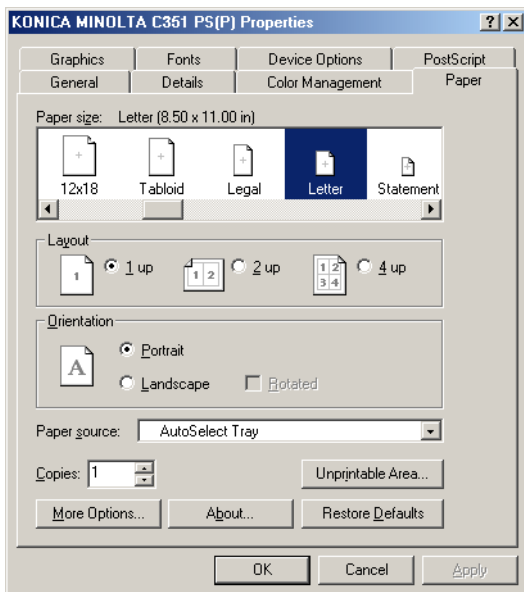 KONICA MINOLTA C351 PS(P) Properties
Graphics Fonts Device Options PostScript
General Details Color Management Paper
Paper size: Letter (8.50 x 11.00 in)
12x18 Tabloid Legal Letter Statement
Layout
1 1 up 1 2 2 up 1 2 3 4 4 up
Orientation
A Portrait
Landscape Rotated
Paper source: AutoSelect Tray
Copies: 1 Unprintable Area...
More Options... About... Restore Defaults
OK Cancel Apply